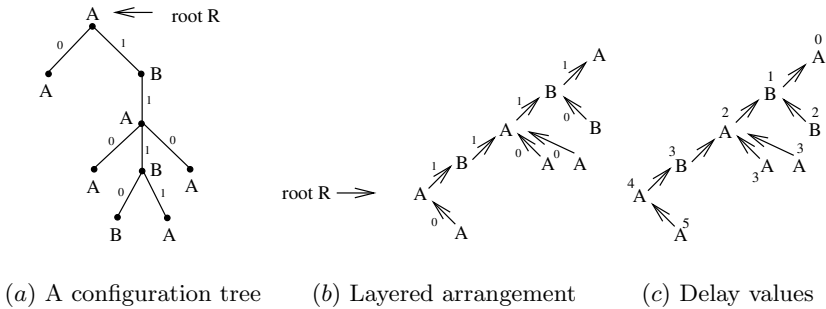 A root R
0 1
A B
1
A
0 1 0
A B A
0 1
B A
A
1
B
1 0
A B
1 0 0
B A A
1
root R A
0
A
0
A
1
B
2
A
2
B
3
B
3
A
3
A
4
A
5
A
(a) A configuration tree (b) Layered arrangement (c) Delay values